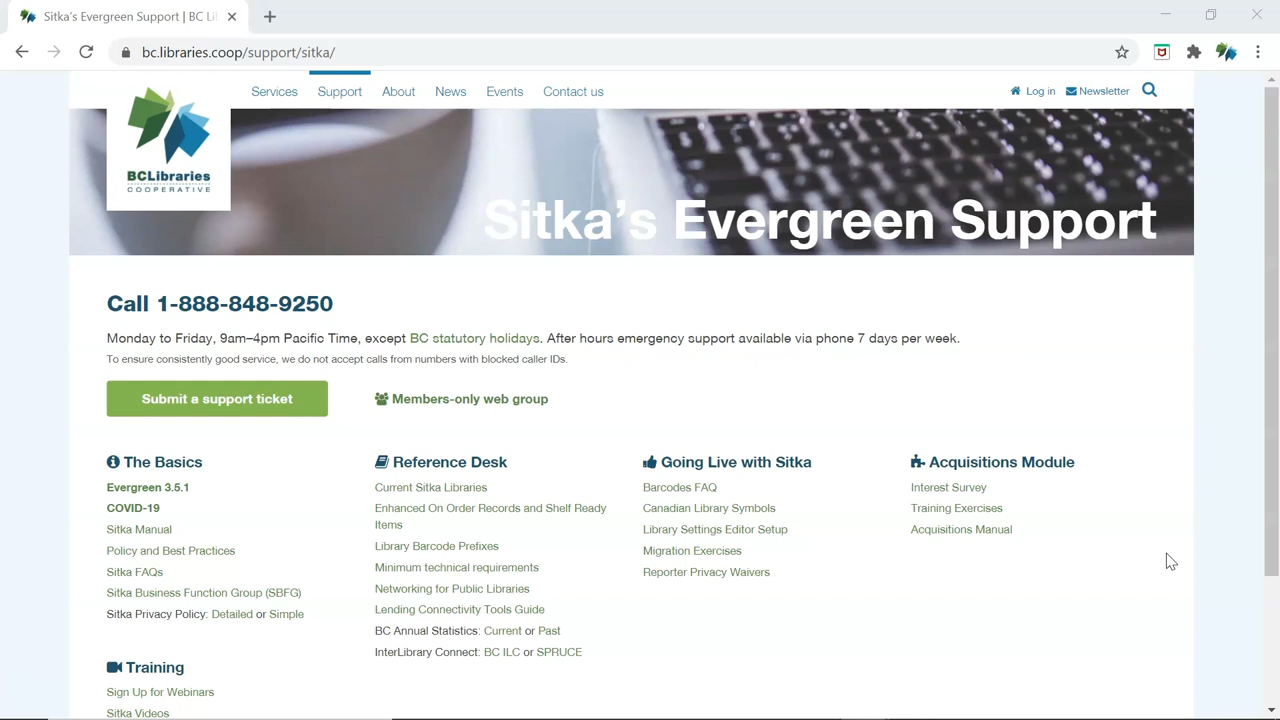 Sitka's Evergreen Support | BC Li
bc.libraries.coop/support/sitka/
Services Support About News Events Contact us
Log in Newsletter
BCLibraries
COOPERATIVE
Sitka's Evergreen Support
Call 1-888-848-9250
Monday to Friday, 9am–4pm Pacific Time, except BC statutory holidays. After hours emergency support available via phone 7 days per week.
To ensure consistently good service, we do not accept calls from numbers with blocked caller IDs.
Submit a support ticket
Members-only web group
The Basics
Evergreen 3.5.1
COVID-19
Sitka Manual
Policy and Best Practices
Sitka FAQs
Sitka Business Function Group (SBFG)
Sitka Privacy Policy: Detailed or Simple
Training
Sign Up for Webinars
Sitka Videos
Reference Desk
Current Sitka Libraries
Enhanced On Order Records and Shelf Ready
Items
Library Barcode Prefixes
Minimum technical requirements
Networking for Public Libraries
Lending Connectivity Tools Guide
BC Annual Statistics: Current or Past
InterLibrary Connect: BC ILC or SPRUCE
Going Live with Sitka
Barcodes FAQ
Canadian Library Symbols
Library Settings Editor Setup
Migration Exercises
Reporter Privacy Waivers
Acquisitions Module
Interest Survey
Training Exercises
Acquisitions Manual